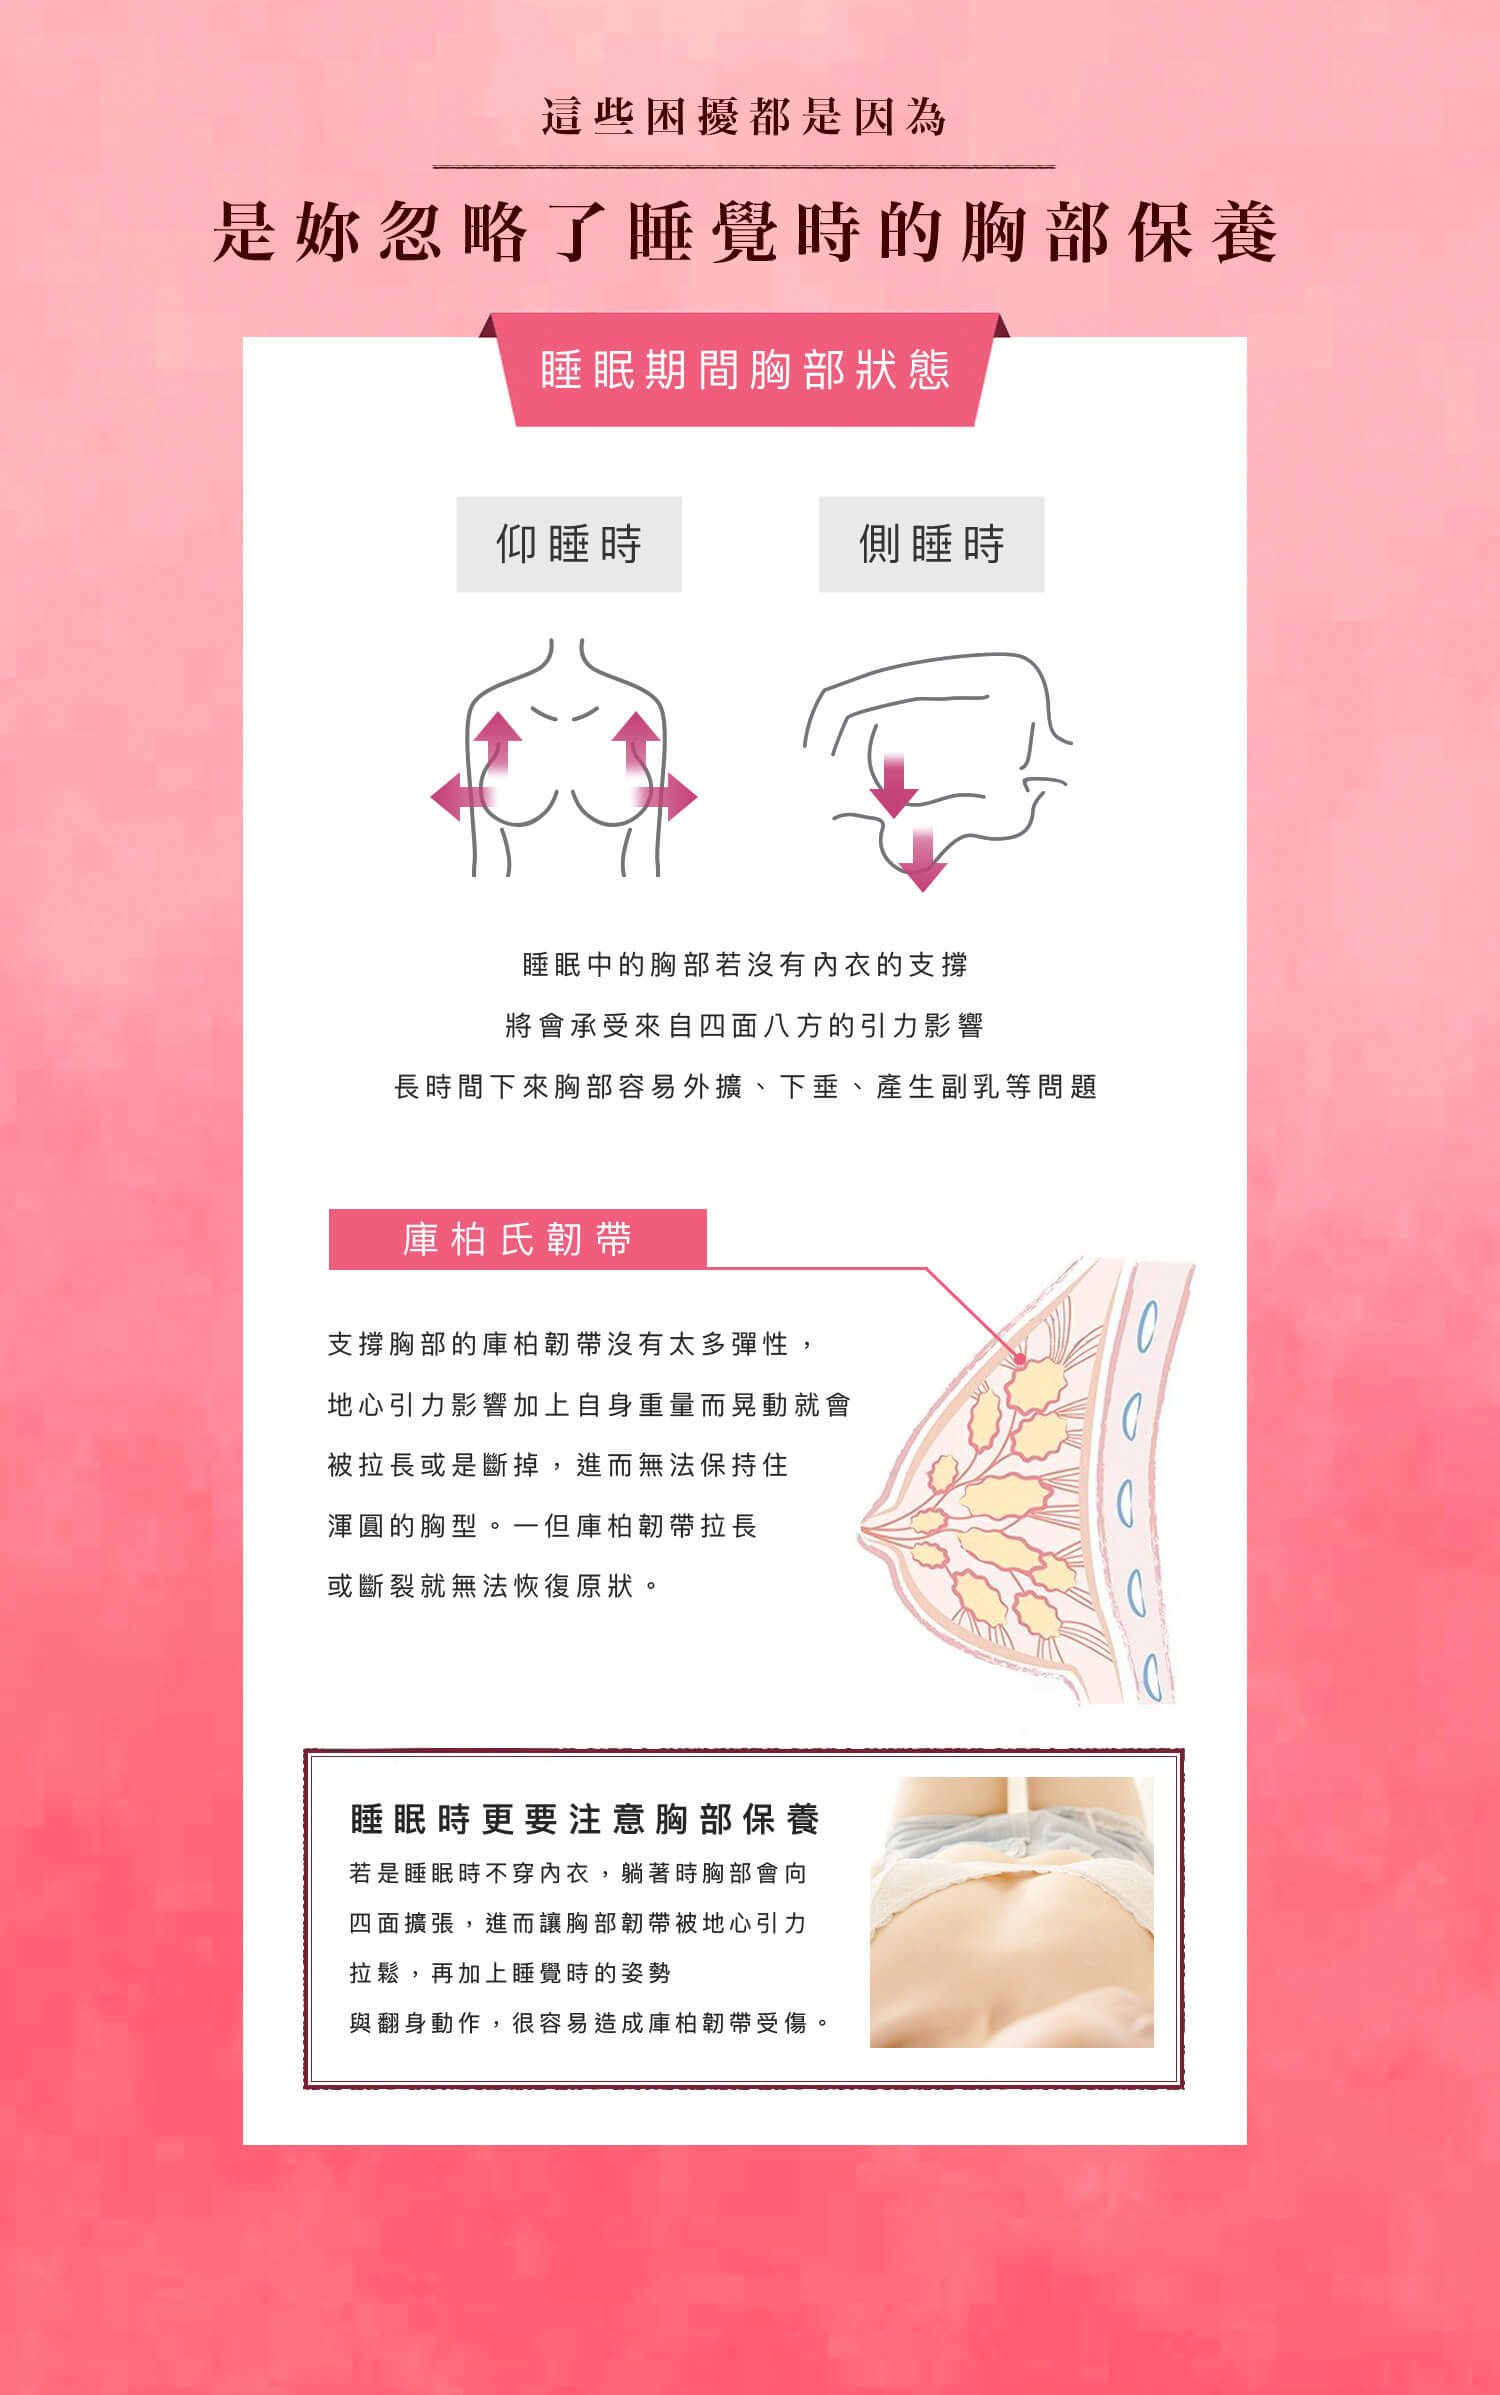 這些困擾都是因為
是妳忽略了睡覺時的胸部保養
睡眠期間胸部狀態
仰睡時
側睡時
睡眠中的胸部若沒有內衣的支撐
將會承受來自四面八方的引力影響
長時間下來胸部容易外擴、下垂、產生副乳等問題
庫柏氏韌帶
支撐胸部的庫柏韌帶沒有太多彈性，
地心引力影響加上自身重量而晃動就會
被拉長或是斷掉，進而無法保持住
渾圓的胸型。一但庫柏韌帶拉長
或斷裂就無法恢復原狀。
睡眠時更要注意胸部保養
若是睡眠時不穿內衣，躺著時胸部會向
四面擴張，進而讓胸部韌帶被地心引力
拉鬆，再加上睡覺時的姿勢
與翻身動作，很容易造成庫柏韌帶受傷。